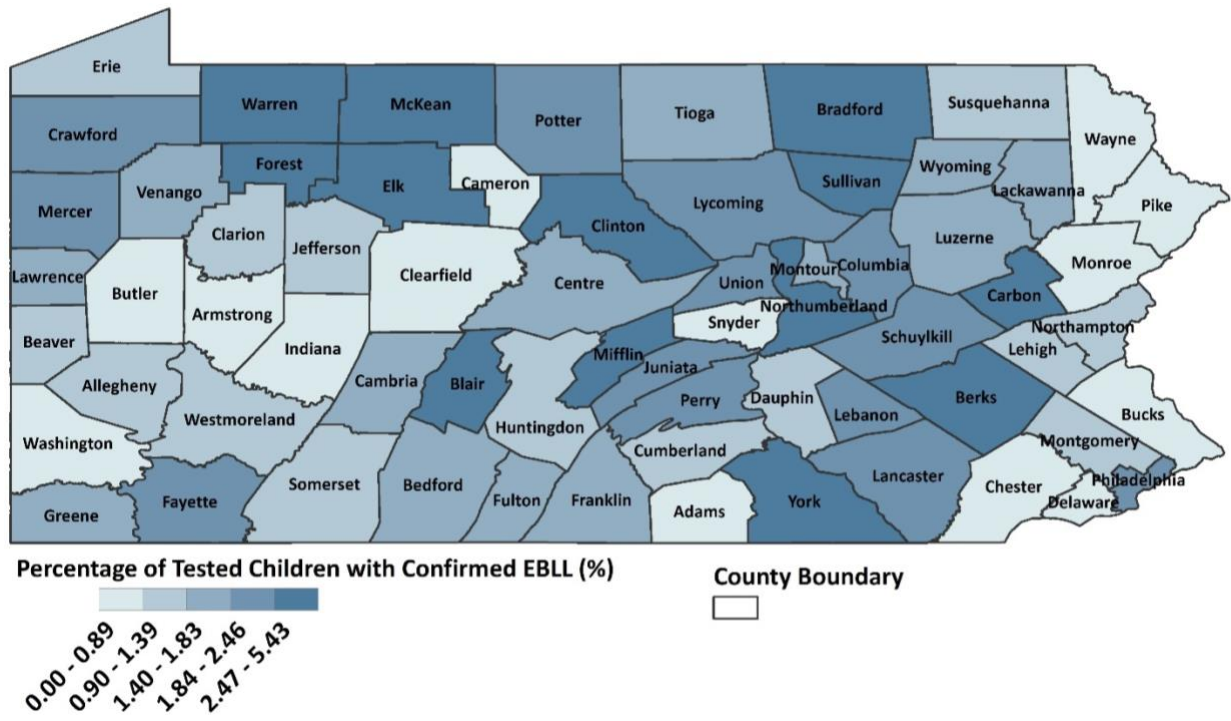 Erie
Warren
McKean
Potter
Tioga
Bradford
Susquehanna
Wayne
Crawford
Forest
Elk
Cameron
Sullivan
Wyoming
Lackawanna
Pike
Mercer
Venango
Clarion
Jefferson
Clinton
Lycoming
Luzerne
Monroe
Lawrence
Butler
Armstrong
Clearfield
Centre
Union
Montour
Columbia
Carbon
Beaver
Indiana
Snyder
Northumberland
Schuylkill
Northampton
Lehigh
Allegheny
Westmoreland
Cambria
Blair
Mifflin
Juniata
Perry
Dauphin
Lebanon
Berks
Bucks
Washington
Huntingdon
Cumberland
Montgomery
Greene
Fayette
Somerset
Bedford
Fulton
Franklin
Adams
York
Lancaster
Chester
Delaware
Philadelphia
Percentage of Tested Children with Confirmed EBLL (%)
0.00 - 0.89
0.90 - 1.39
1.40 - 1.83
1.84 - 2.46
2.47 - 5.43
County Boundary